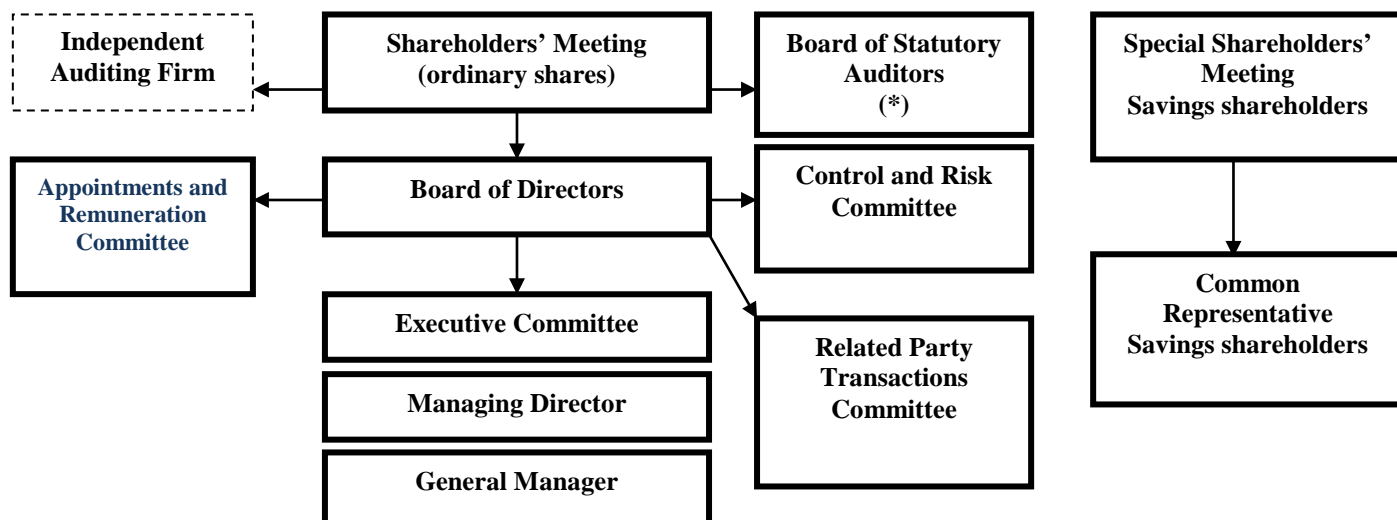 Independent
Auditing Firm
Shareholders’ Meeting
(ordinary shares)
Board of Statutory
Auditors
(*)
Special Shareholders’
Meeting
Savings shareholders
Appointments and
Remuneration
Committee
Board of Directors
Control and Risk
Committee
Executive Committee
Managing Director
General Manager
Related Party
Transactions
Committee
Common
Representative
Savings shareholders